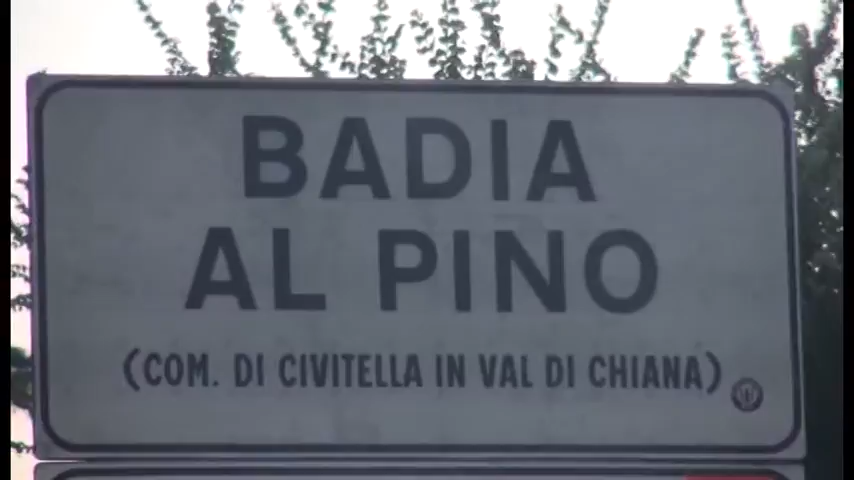 BADIA
AL PINO
(COM. DI CIVITELLA IN VAL DI CHIANA)